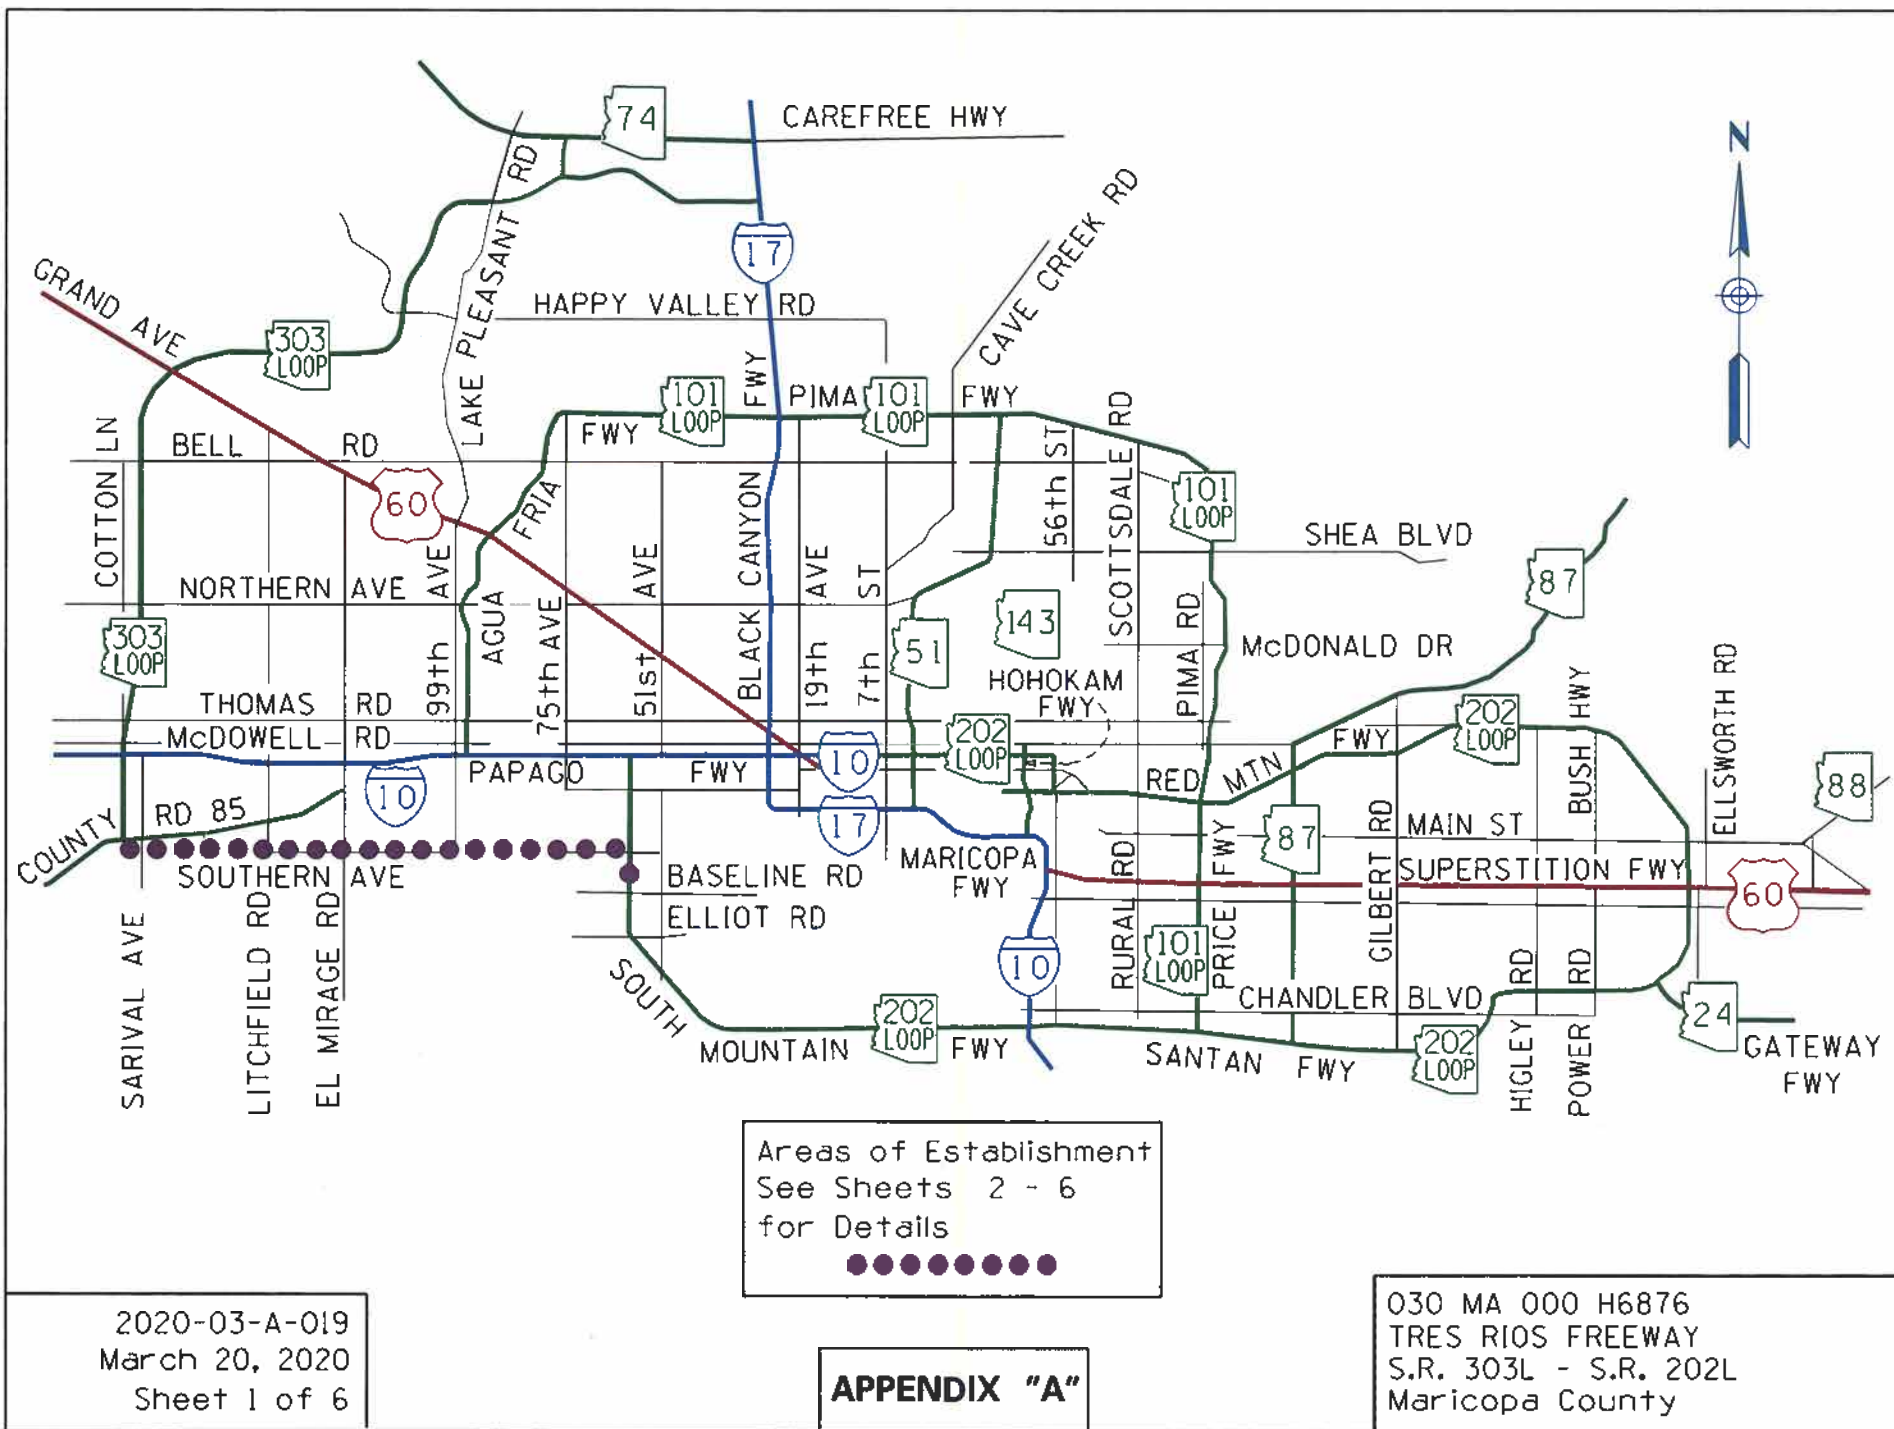 74
CAREFREE HWY
N
LAKE PLEASANT RD
17
CAVE CREEK RD
GRAND AVE
HAPPY VALLEY RD
303
LOOP
101
LOOP
FWY
PIMA
101
LOOP
FWY
COTTON LN
BELL RD
FWY
56th ST
SCOTTSDALE RD
60
AGUA FRIA
BLACK CANYON
101
LOOP
SHEA BLVD
NORTHERN AVE
99th AVE
75th AVE
51st AVE
19th AVE
7th ST
87
303
LOOP
51
143
PIMA RD
McDONALD DR
HOHOKAM
FWY
THOMAS RD
McDOWELL RD
202
LOOP
202
LOOP
BUSH HWY
ELLSWORTH RD
10
PAPAGO FWY
10
RED MTN FWY
88
COUNTY RD 85
17
87
GILBERT RD
MAIN ST
SOUTHERN AVE
BASELINE RD
MARICOPA
FWY
RURAL RD
PRICE FWY
SUPERSTITION FWY
60
ELLIOT RD
SARIVAL AVE
LITCHFIELD RD
EL MIRAGE RD
10
101
LOOP
CHANDLER BLVD
HIGLEY RD
POWER RD
24
GATEWAY
FWY
SOUTH MOUNTAIN
202
LOOP
FWY
SANTAN FWY
202
LOOP
Areas of Establishment
See Sheets 2 - 6
for Details
2020-03-A-019
March 20, 2020
Sheet 1 of 6
APPENDIX "A"
030 MA 000 H6876
TRES RIOS FREEWAY
S.R. 303L - S.R. 202L
Maricopa County